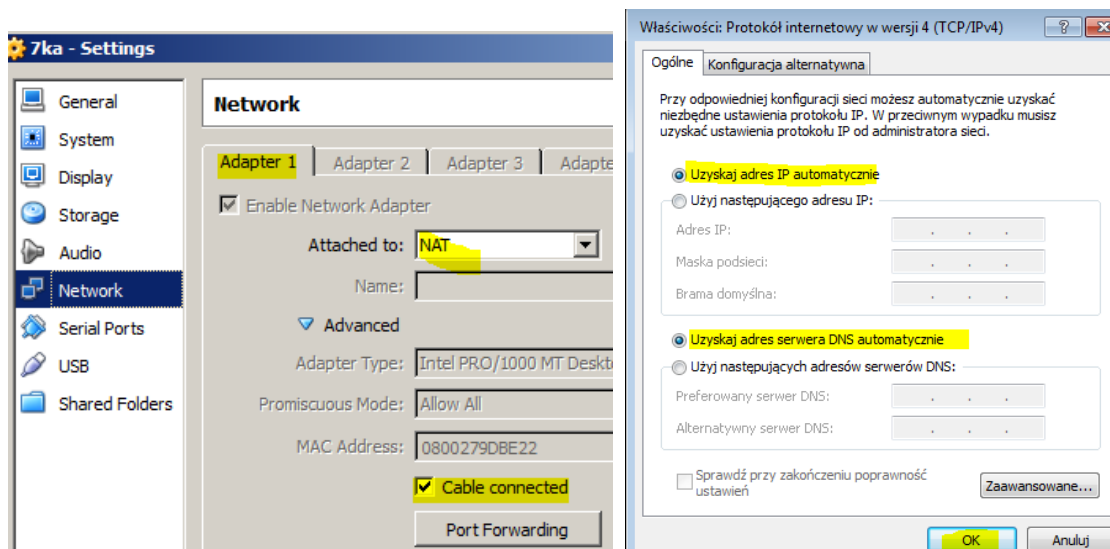 7ka - Settings
General
System
Display
Storage
Audio
Network
Serial Ports
USB
Shared Folders
Network
Adapter 1
Adapter 2
Adapter 3
Adapte
Enable Network Adapter
Attached to: NAT
Name:
Advanced
Adapter Type: Intel PRO/1000 MT Deskt
Promiscuous Mode: Allow All
MAC Address: 0800279DBE22
Cable connected
Port Forwarding
Właściwości: Protokół internetowy w wersji 4 (TCP/IPv4)
Ogólne
Konfiguracja alternatywna
Przy odpowiedniej konfiguracji sieci możesz automatycznie uzyskać
niezbędne ustawienia protokołu IP. W przeciwnym wypadku musisz
uzyskać ustawienia protokołu IP od administratora sieci.
Uzyskaj adres IP automatycznie
Użyj następującego adresu IP:
Adres IP:
Maska podsieci:
Brama domyślna:
Uzyskaj adres serwera DNS automatycznie
Użyj następujących adresów serwerów DNS:
Preferowany serwer DNS:
Alternatywny serwer DNS:
Sprawdź przy zakończeniu poprawność
ustawień
Zaawansowane...
OK
Anuluj